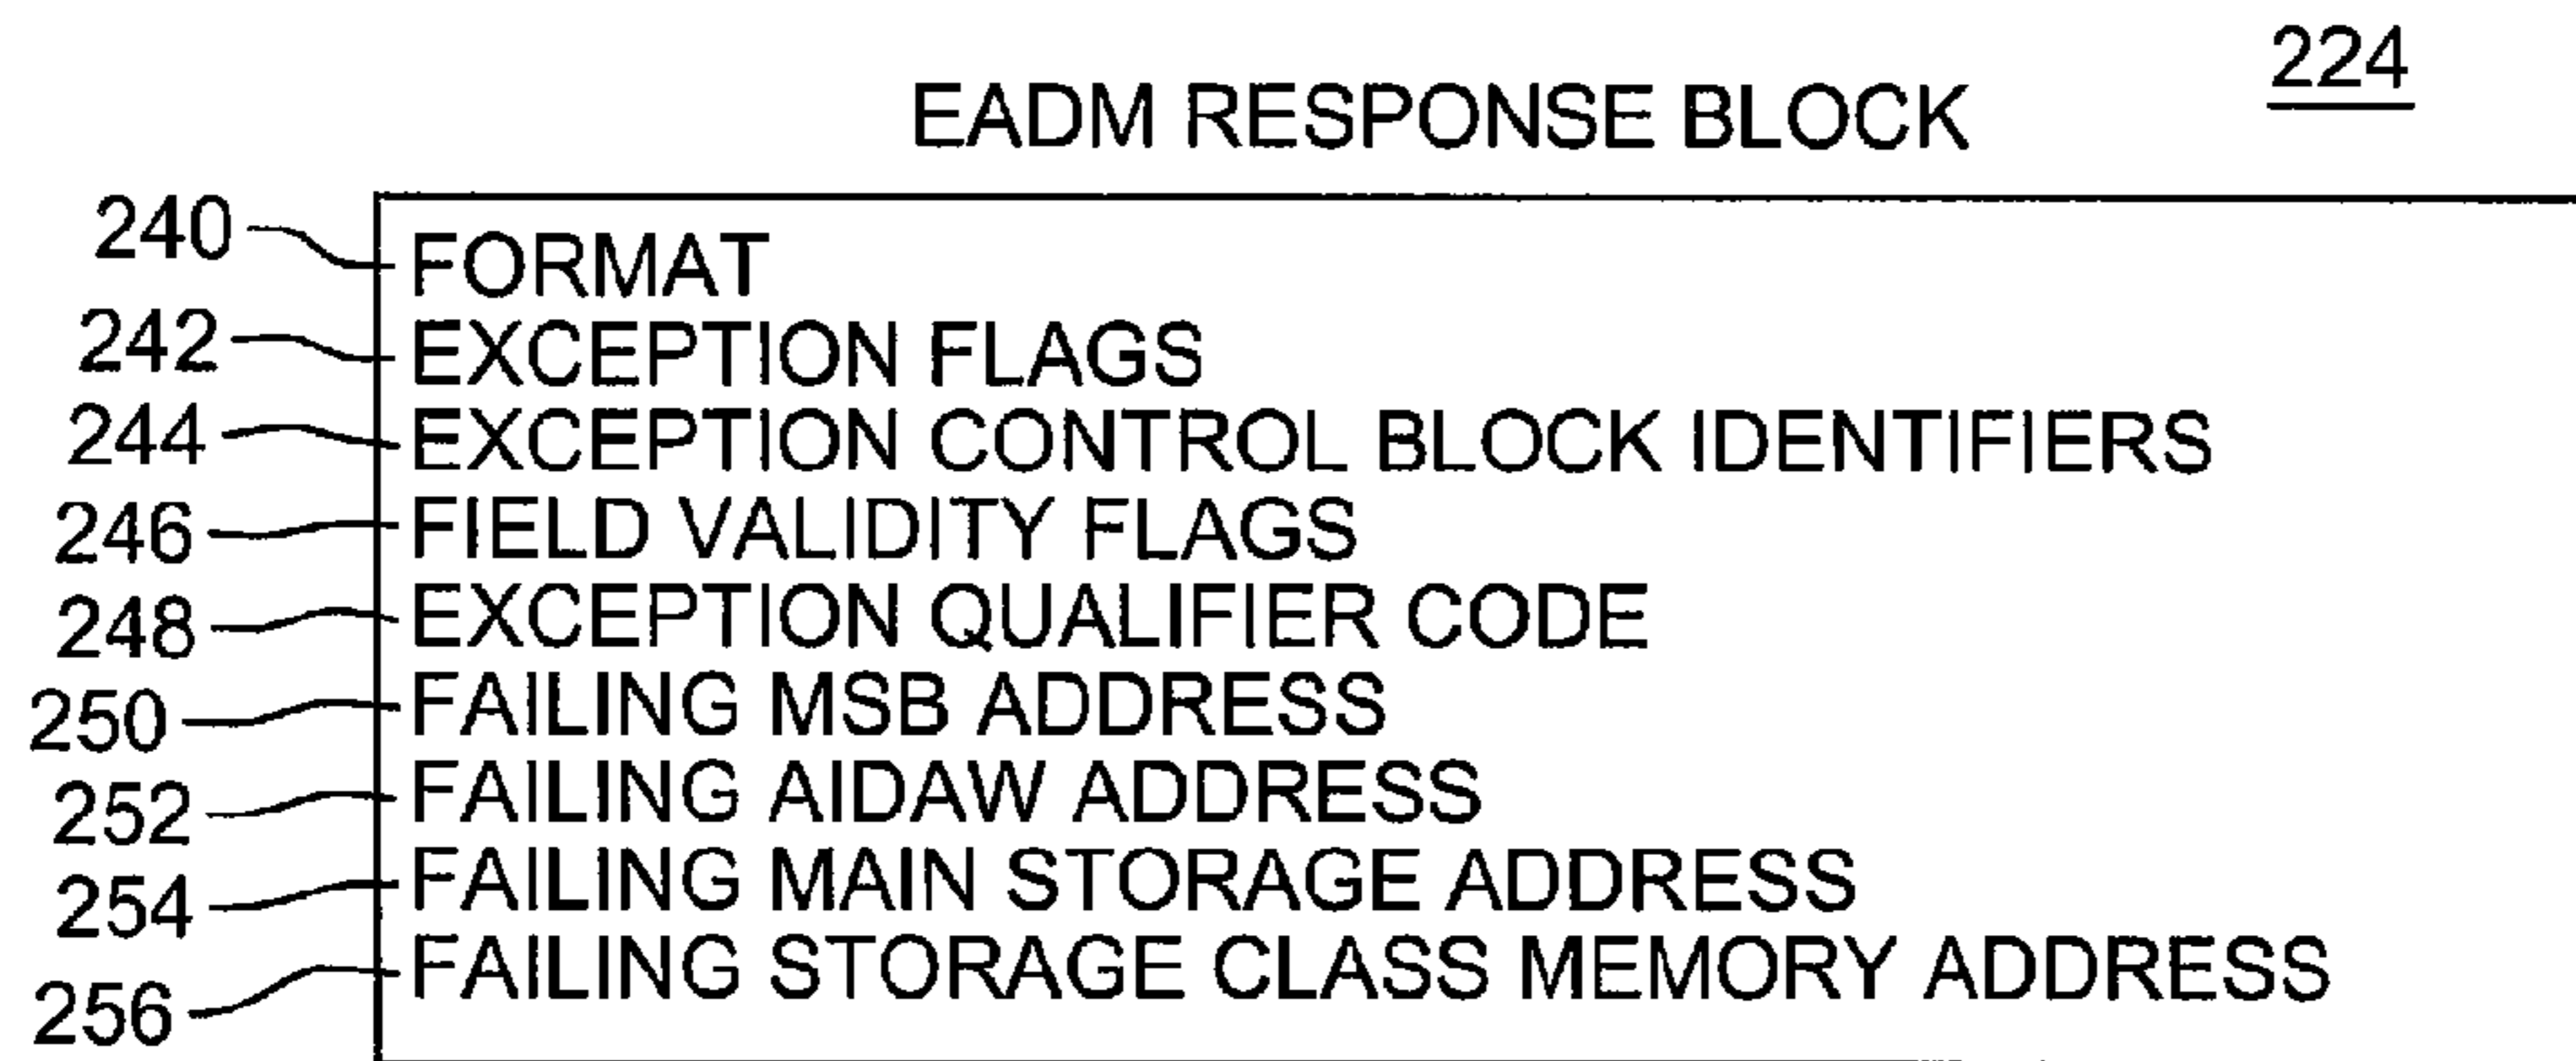 224
EADM RESPONSE BLOCK
240 FORMAT
242 EXCEPTION FLAGS
244 EXCEPTION CONTROL BLOCK IDENTIFIERS
246 FIELD VALIDITY FLAGS
248 EXCEPTION QUALIFIER CODE
250 FAILING MSB ADDRESS
252 FAILING AIDAW ADDRESS
254 FAILING MAIN STORAGE ADDRESS
256 FAILING STORAGE CLASS MEMORY ADDRESS